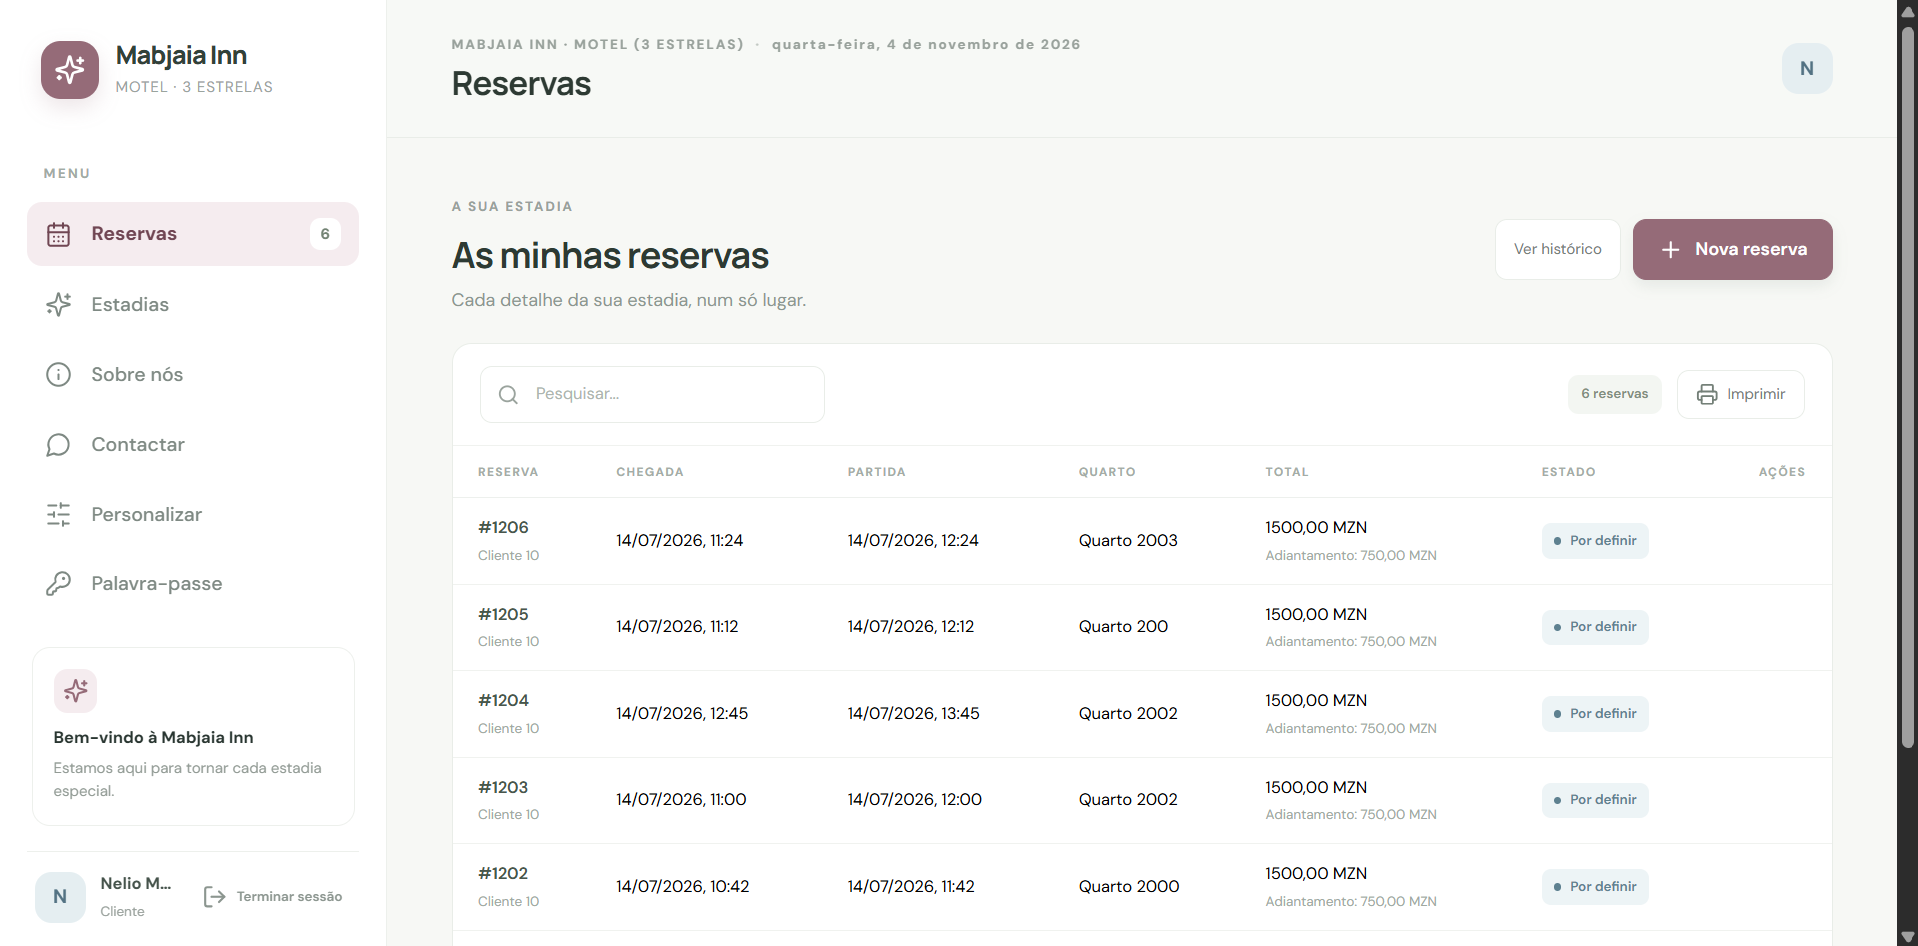 Mabjaia Inn
MOTEL · 3 ESTRELAS
MENU
Reservas 6
Estadias
Sobre nós
Contactar
Personalizar
Palavra-passe
Bem-vindo à Mabjaia Inn
Estamos aqui para tornar cada estadia
especial.
N
Nelio M...
Cliente
Terminar sessão
MABJAIA INN · MOTEL (3 ESTRELAS) · quarta-feira, 4 de novembro de 2026
Reservas
N
A SUA ESTADIA
As minhas reservas
Cada detalhe da sua estadia, num só lugar.
Ver histórico
Nova reserva
Pesquisar...
6 reservas
Imprimir
RESERVA CHEGADA PARTIDA QUARTO TOTAL ESTADO AÇÕES
#1206 14/07/2026, 11:24 14/07/2026, 12:24 Quarto 2003 1500,00 MZN Por definir
Cliente 10 Adiantamento: 750,00 MZN
#1205 14/07/2026, 11:12 14/07/2026, 12:12 Quarto 200 1500,00 MZN Por definir
Cliente 10 Adiantamento: 750,00 MZN
#1204 14/07/2026, 12:45 14/07/2026, 13:45 Quarto 2002 1500,00 MZN Por definir
Cliente 10 Adiantamento: 750,00 MZN
#1203 14/07/2026, 11:00 14/07/2026, 12:00 Quarto 2002 1500,00 MZN Por definir
Cliente 10 Adiantamento: 750,00 MZN
#1202 14/07/2026, 10:42 14/07/2026, 11:42 Quarto 2000 1500,00 MZN Por definir
Cliente 10 Adiantamento: 750,00 MZN